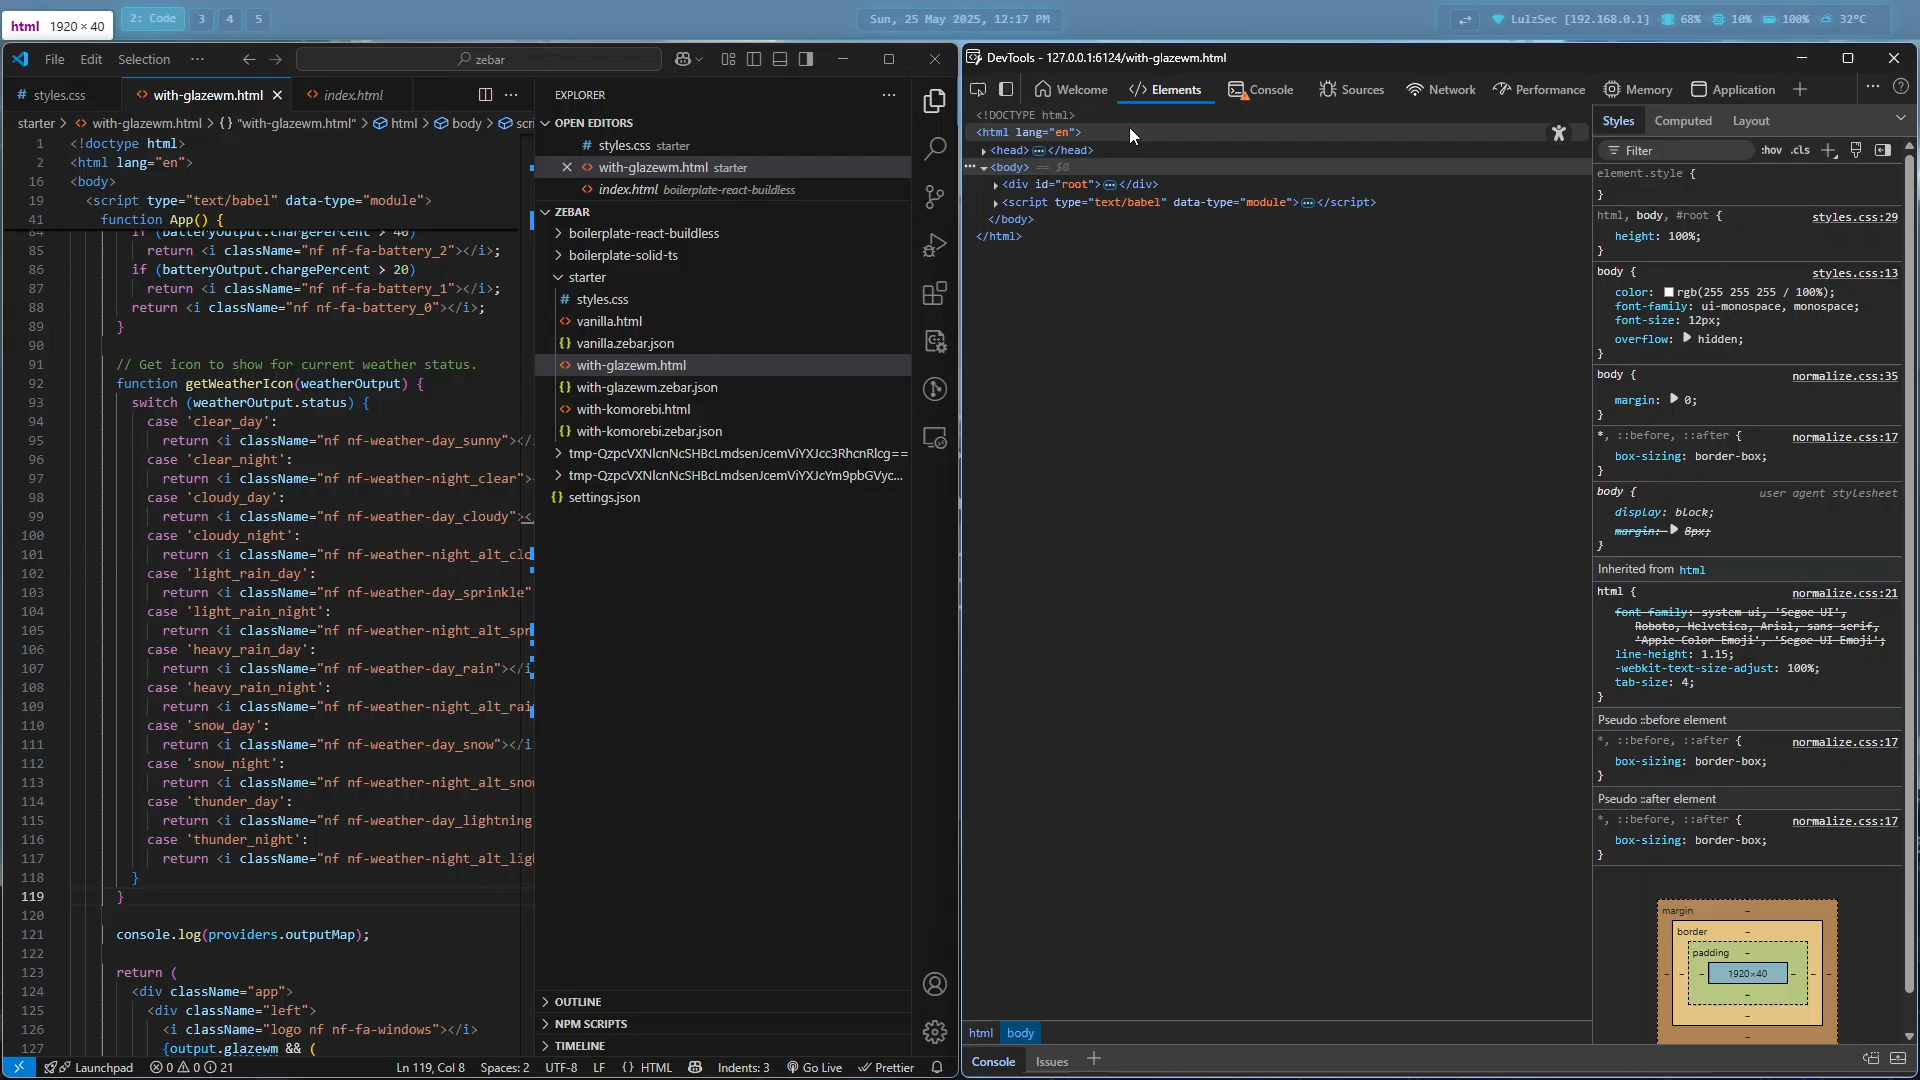 html 1920 × 40
2: Code
3
4
5
Sun, 25 May 2025, 12:17 PM
LulzSec [192.168.0.1]
68%
10%
100%
32°C
File
Edit
Selection
···
zebar
# styles.css
<> with-glazewm.html
<> index.html
···
starter > <> with-glazewm.html > {} "with-glazewm.html" > html > body > scri
1 <!doctype html>
2 <html lang="en">
16 <body>
19 <script type="text/babel" data-type="module">
41 function App() {
84 if (batteryOutput.chargePercent > 40)
85 return <i className="nf nf-fa-battery_2"></i>;
86 if (batteryOutput.chargePercent > 20)
87 return <i className="nf nf-fa-battery_1"></i>;
88 return <i className="nf nf-fa-battery_0"></i>;
89 }
90
91 // Get icon to show for current weather status.
92 function getWeatherIcon(weatherOutput) {
93 switch (weatherOutput.status) {
94 case 'clear_day':
95 return <i className="nf nf-weather-day_sunny"></i
96 case 'clear_night':
97 return <i className="nf nf-weather-night_clear">
98 case 'cloudy_day':
99 return <i className="nf nf-weather-day_cloudy"><
100 case 'cloudy_night':
101 return <i className="nf nf-weather-night_alt_clo
102 case 'light_rain_day':
103 return <i className="nf nf-weather-day_sprinkle"
104 case 'light_rain_night':
105 return <i className="nf nf-weather-night_alt_spr
106 case 'heavy_rain_day':
107 return <i className="nf nf-weather-day_rain"></i
108 case 'heavy_rain_night':
109 return <i className="nf nf-weather-night_alt_rai
110 case 'snow_day':
111 return <i className="nf nf-weather-day_snow"></i
112 case 'snow_night':
113 return <i className="nf nf-weather-night_alt_sno
114 case 'thunder_day':
115 return <i className="nf nf-weather-day_lightning
116 case 'thunder_night':
117 return <i className="nf nf-weather-night_alt_lig
118 }
119 }
120
121 console.log(providers.outputMap);
122
123 return (
124 <div className="app">
125 <div className="left">
126 <i className="logo nf nf-fa-windows"></i>
127 {output.glazewm && (
EXPLORER
···
OPEN EDITORS
# styles.css starter
<> with-glazewm.html starter
<> index.html boilerplate-react-buildless
ZEBAR
boilerplate-react-buildless
boilerplate-solid-ts
starter
# styles.css
<> vanilla.html
{} vanilla.zebar.json
<> with-glazewm.html
{} with-glazewm.zebar.json
<> with-komorebi.html
{} with-komorebi.zebar.json
{} settings.json
OUTLINE
NPM SCRIPTS
TIMELINE
Launchpad
0
0
21
Ln 119, Col 8
Spaces: 2
UTF-8
LF
{} HTML
Indents: 3
Go Live
Prettier
DevTools - 127.0.0.1:6124/with-glazewm.html
Welcome
Elements
Console
Sources
Network
Performance
Memory
Application
<!DOCTYPE html>
<html lang="en">
<head>···</head>
··· <body> == $0
<div id="root">···</div>
<script type="text/babel" data-type="module">···</script>
</body>
</html>
html
body
Console
Issues
Styles
Computed
Layout
Filter
:hov
.cls
element.style {
}
html, body, #root { styles.css:29
height: 100%;
}
body { styles.css:13
color: rgb(255 255 255 / 100%);
font-family: ui-monospace, monospace;
font-size: 12px;
overflow: hidden;
}
body { normalize.css:35
margin: 0;
}
*, ::before, ::after { normalize.css:17
box-sizing: border-box;
}
body { user agent stylesheet
display: block;
margin: 8px;
}
Inherited from html
html { normalize.css:21
font-family: system-ui, 'Segoe UI',
Roboto, Helvetica, Arial, sans-serif,
'Apple Color Emoji', 'Segoe UI Emoji';
line-height: 1.15;
-webkit-text-size-adjust: 100%;
tab-size: 4;
}
Pseudo ::before element
*, ::before, ::after { normalize.css:17
box-sizing: border-box;
}
Pseudo ::after element
*, ::before, ::after { normalize.css:17
box-sizing: border-box;
}
margin
–
border
–
padding
–
1920×40